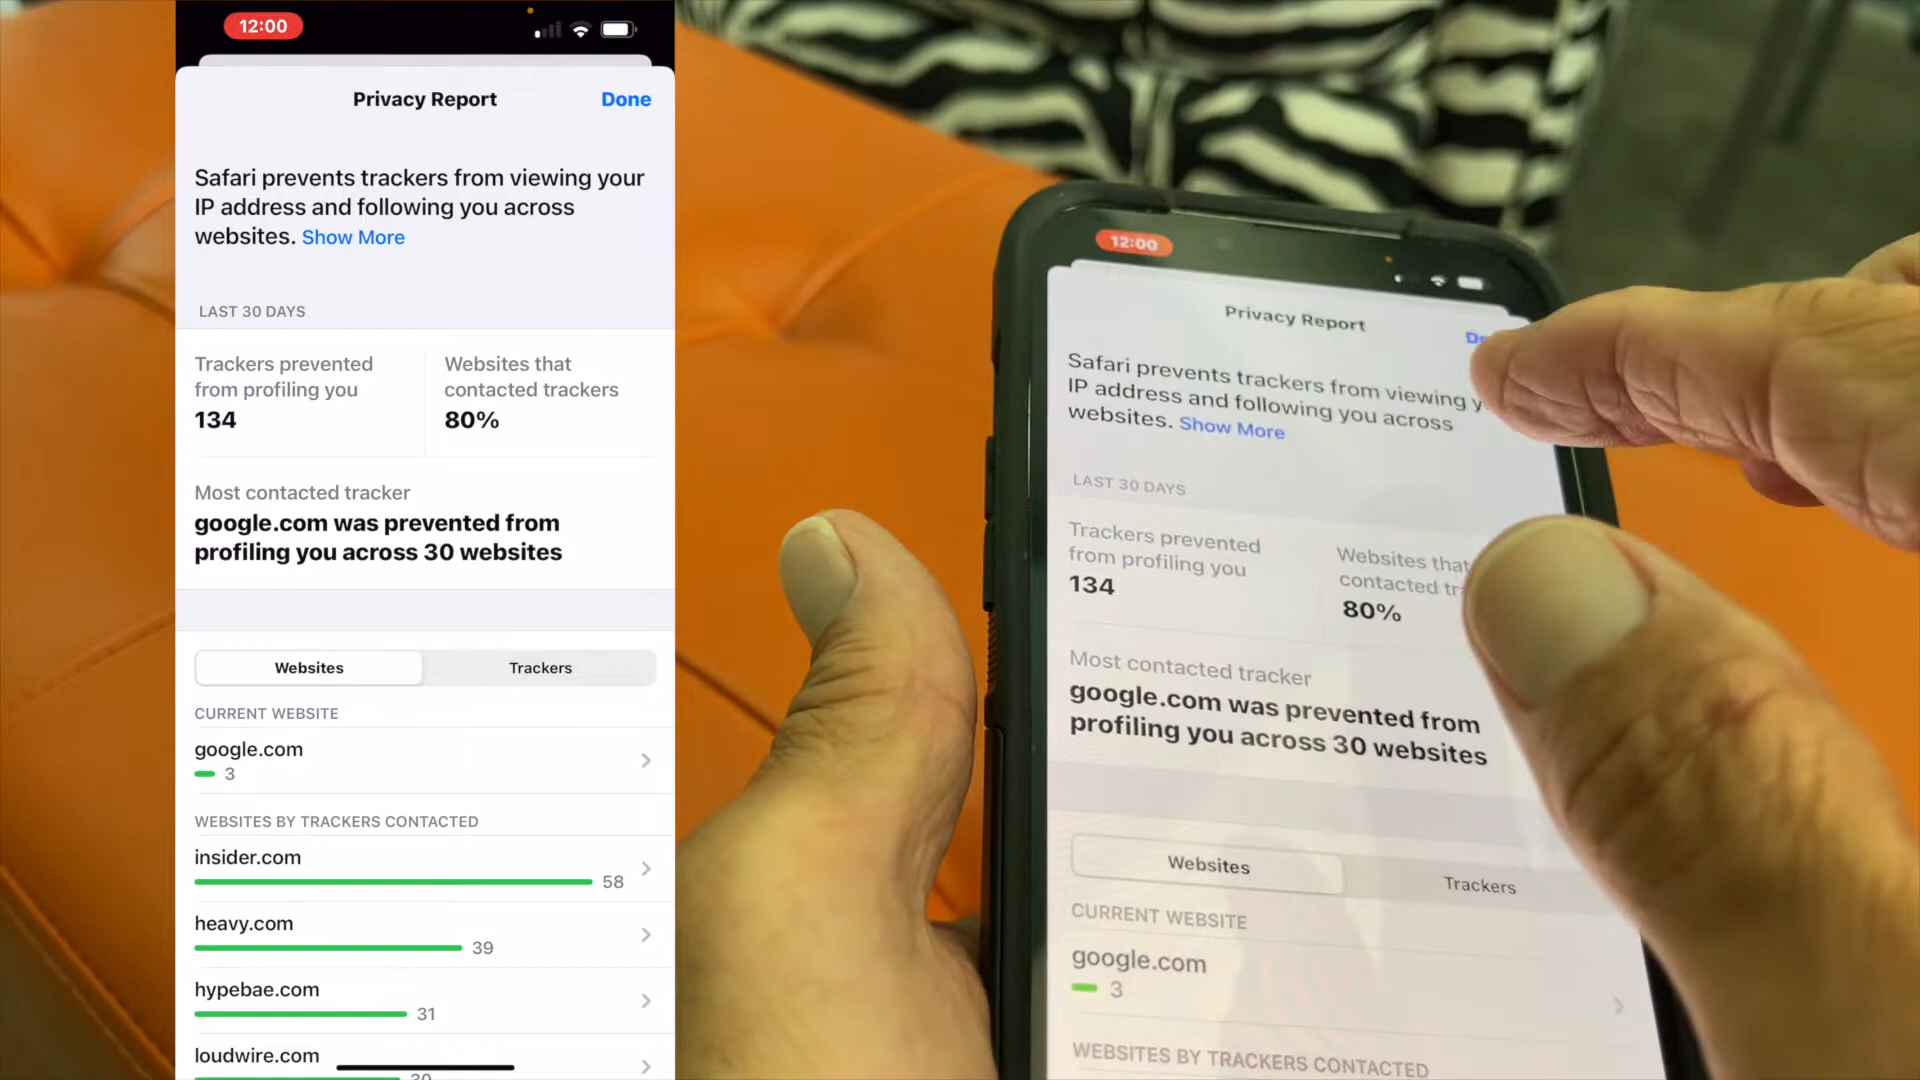 12:00
Privacy Report
Done
Safari prevents trackers from viewing your
IP address and following you across
websites. Show More
LAST 30 DAYS
Trackers prevented
from profiling you
134
Websites that
contacted trackers
80%
Most contacted tracker
google.com was prevented from
profiling you across 30 websites
Websites
Trackers
CURRENT WEBSITE
google.com
3
WEBSITES BY TRACKERS CONTACTED
insider.com
58
heavy.com
39
hypebae.com
31
loudwire.com
12:00
Privacy Report
Safari prevents trackers from viewing
IP address and following you across
websites. Show More
LAST 30 DAYS
Trackers prevented
from profiling you
134
Websites that
contacted
80%
Most contacted tracker
google.com was prevented from
profiling you across 30 websites
Websites
Trackers
CURRENT WEBSITE
google.com
3
WEBSITES BY TRACKERS CONTACTED